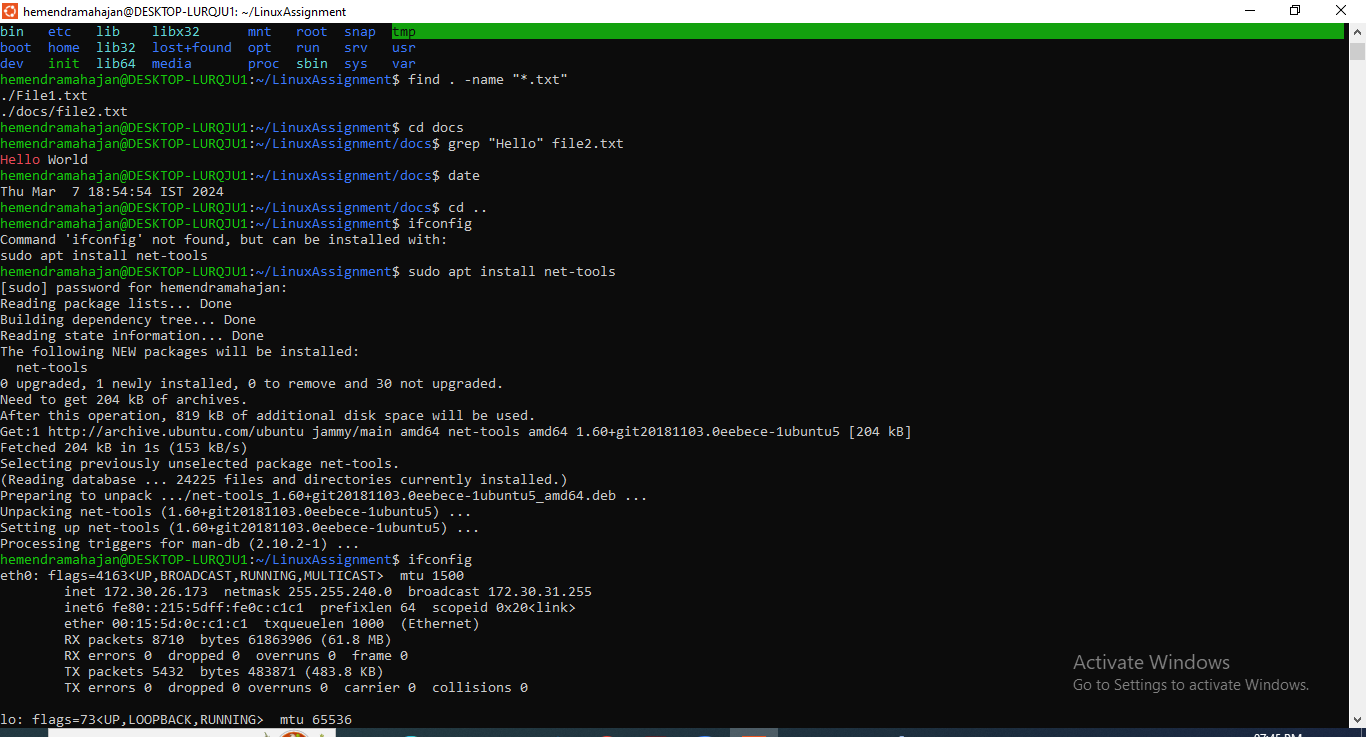 hemendramahajan@DESKTOP-LURQJU1: ~/LinuxAssignment
bin   etc   lib    libx32      mnt   root  snap  tmp
boot  home  lib32  lost+found  opt   run   srv   usr
dev   init  lib64  media       proc  sbin  sys   var
hemendramahajan@DESKTOP-LURQJU1:~/LinuxAssignment$ find . -name "*.txt"
./File1.txt
./docs/file2.txt
hemendramahajan@DESKTOP-LURQJU1:~/LinuxAssignment$ cd docs
hemendramahajan@DESKTOP-LURQJU1:~/LinuxAssignment/docs$ grep "Hello" file2.txt
Hello World
hemendramahajan@DESKTOP-LURQJU1:~/LinuxAssignment/docs$ date
Thu Mar  7 18:54:54 IST 2024
hemendramahajan@DESKTOP-LURQJU1:~/LinuxAssignment/docs$ cd ..
hemendramahajan@DESKTOP-LURQJU1:~/LinuxAssignment$ ifconfig
Command 'ifconfig' not found, but can be installed with:
sudo apt install net-tools
hemendramahajan@DESKTOP-LURQJU1:~/LinuxAssignment$ sudo apt install net-tools
[sudo] password for hemendramahajan:
Reading package lists... Done
Building dependency tree... Done
Reading state information... Done
The following NEW packages will be installed:
  net-tools
0 upgraded, 1 newly installed, 0 to remove and 30 not upgraded.
Need to get 204 kB of archives.
After this operation, 819 kB of additional disk space will be used.
Get:1 http://archive.ubuntu.com/ubuntu jammy/main amd64 net-tools amd64 1.60+git20181103.0eebece-1ubuntu5 [204 kB]
Fetched 204 kB in 1s (153 kB/s)
Selecting previously unselected package net-tools.
(Reading database ... 24225 files and directories currently installed.)
Preparing to unpack .../net-tools_1.60+git20181103.0eebece-1ubuntu5_amd64.deb ...
Unpacking net-tools (1.60+git20181103.0eebece-1ubuntu5) ...
Setting up net-tools (1.60+git20181103.0eebece-1ubuntu5) ...
Processing triggers for man-db (2.10.2-1) ...
hemendramahajan@DESKTOP-LURQJU1:~/LinuxAssignment$ ifconfig
eth0: flags=4163<UP,BROADCAST,RUNNING,MULTICAST>  mtu 1500
        inet 172.30.26.173  netmask 255.255.240.0  broadcast 172.30.31.255
        inet6 fe80::215:5dff:fe0c:c1c1  prefixlen 64  scopeid 0x20<link>
        ether 00:15:5d:0c:c1:c1  txqueuelen 1000  (Ethernet)
        RX packets 8710  bytes 61863906 (61.8 MB)
        RX errors 0  dropped 0  overruns 0  frame 0
        TX packets 5432  bytes 483871 (483.8 KB)
        TX errors 0  dropped 0 overruns 0  carrier 0  collisions 0
lo: flags=73<UP,LOOPBACK,RUNNING>  mtu 65536
Activate Windows
Go to Settings to activate Windows.